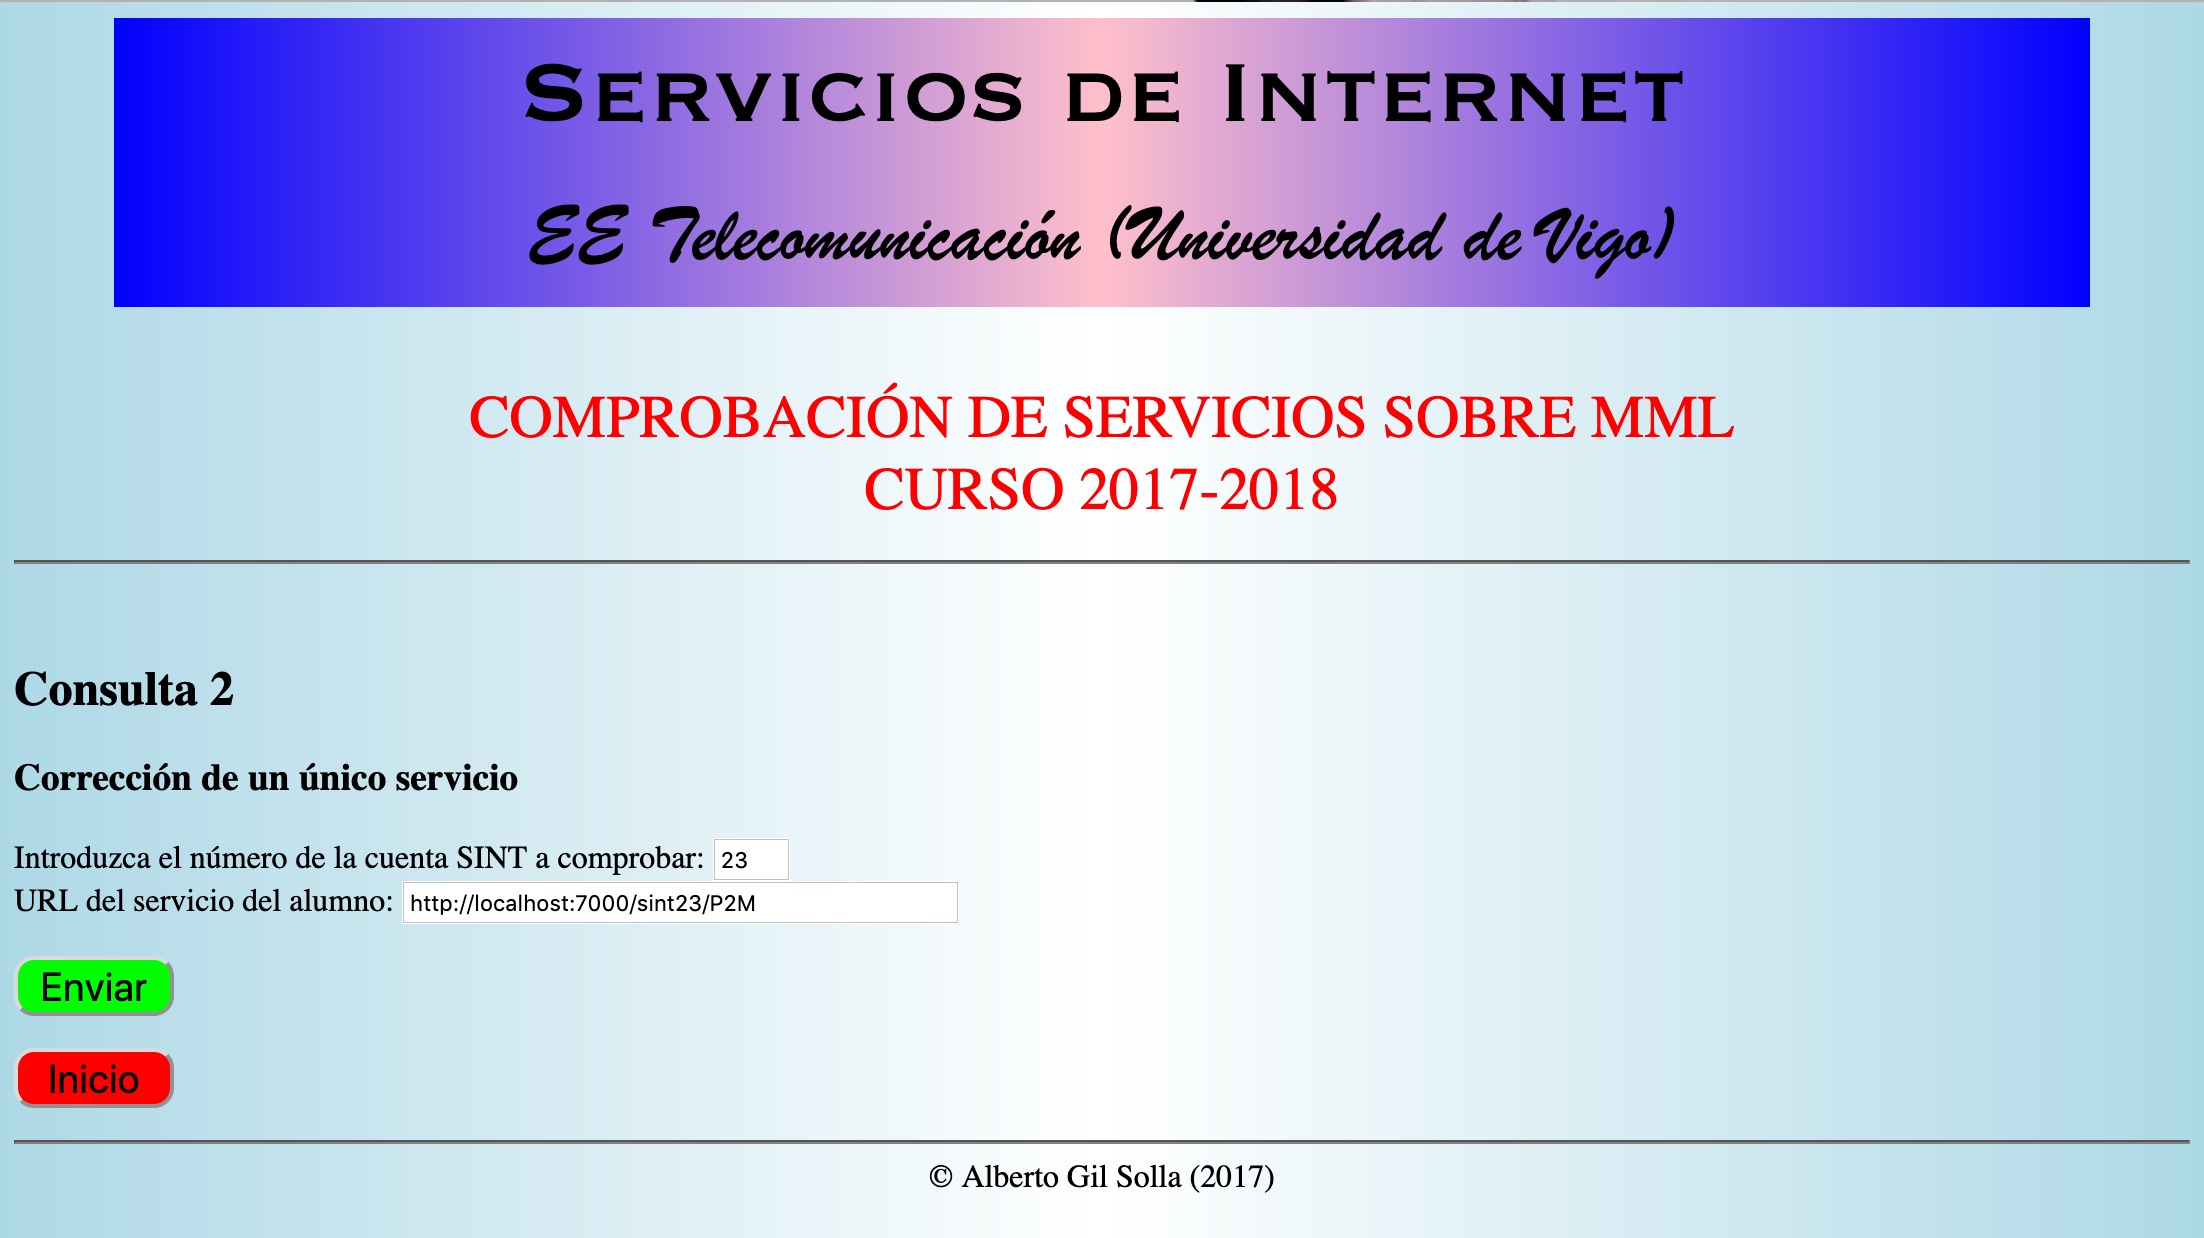 Servicios de Internet
EE Telecomunicación (Universidad de Vigo)
COMPROBACIÓN DE SERVICIOS SOBRE MML
CURSO 2017-2018
Consulta 2
Corrección de un único servicio
Introduzca el número de la cuenta SINT a comprobar: 23
URL del servicio del alumno: http://localhost:7000/sint23/P2M
Enviar
Inicio
© Alberto Gil Solla (2017)